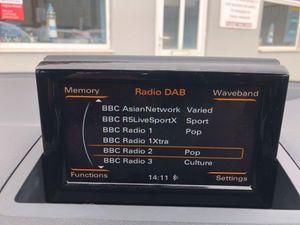 Memory Radio DAB Waveband
BBC AsianNetwork Varied
BBC R5LiveSportX Sport
BBC Radio 1 Pop
BBC Radio 1Xtra
BBC Radio 2 Pop
BBC Radio 3 Culture
Functions 14:11 Settings